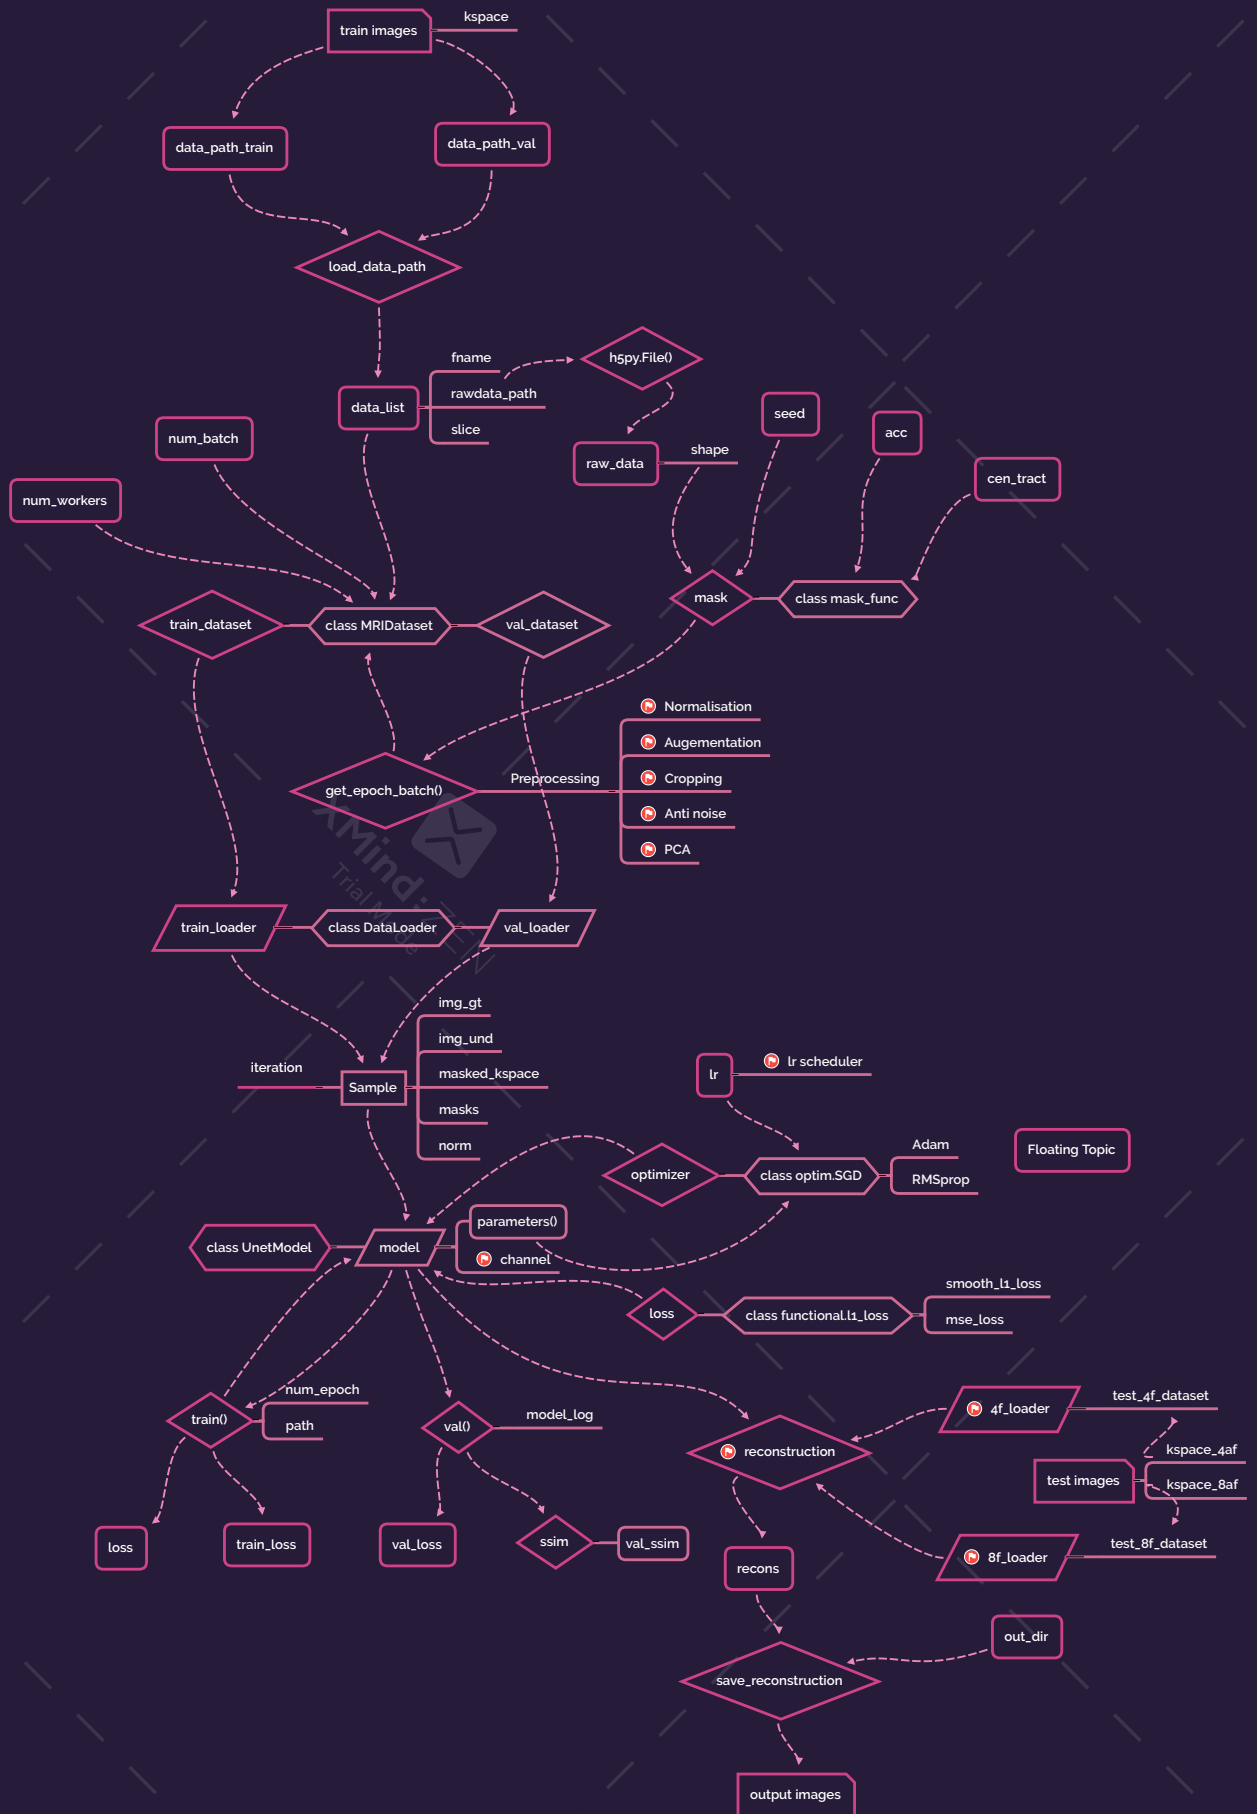 train images
kspace
data_path_train
data_path_val
load_data_path
data_list
fname
rawdata_path
slice
h5py.File()
raw_data
shape
seed
acc
cen_tract
num_batch
num_workers
train_dataset
class MRIDataset
val_dataset
mask
class mask_func
get_epoch_batch()
Preprocessing
Normalisation
Augementation
Cropping
Anti noise
PCA
XMind:ZEN
Trial Mode
train_loader
class DataLoader
val_loader
iteration
Sample
img_gt
img_und
masked_kspace
masks
norm
lr
lr scheduler
optimizer
class optim.SGD
Adam
RMSprop
Floating Topic
class UnetModel
model
parameters()
channel
loss
class functional.l1_loss
smooth_l1_loss
mse_loss
train()
num_epoch
path
val()
model_log
reconstruction
4f_loader
test_4f_dataset
test images
kspace_4af
kspace_8af
8f_loader
test_8f_dataset
loss
train_loss
val_loss
ssim
val_ssim
recons
out_dir
save_reconstruction
output images